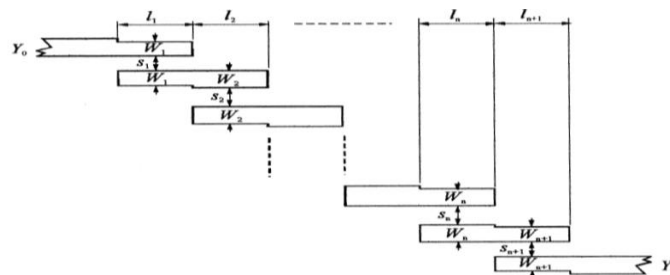 l₁ l₂ lₙ lₙ₊₁
Y₀ W₁
s₁
W₁ W₂
s₂
W₂
Wₙ
sₙ
Wₙ Wₙ₊₁
sₙ₊₁
Wₙ₊₁ Y